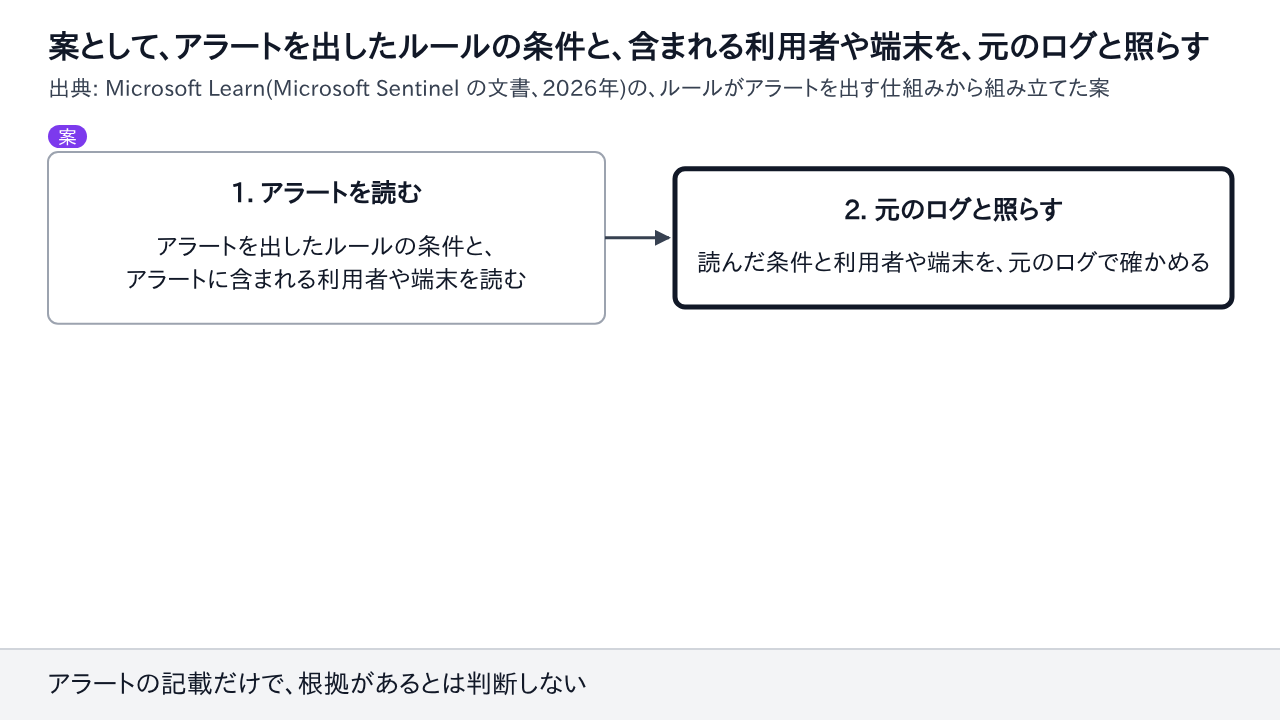 案として、アラートを出したルールの条件と、含まれる利用者や端末を、元のログと照らす
出典: Microsoft Learn(Microsoft Sentinel の文書、2026年)の、ルールがアラートを出す仕組みから組み立てた案
案
1. アラートを読む
アラートを出したルールの条件と、
アラートに含まれる利用者や端末を読む
2. 元のログと照らす
読んだ条件と利用者や端末を、元のログで確かめる
アラートの記載だけで、根拠があるとは判断しない